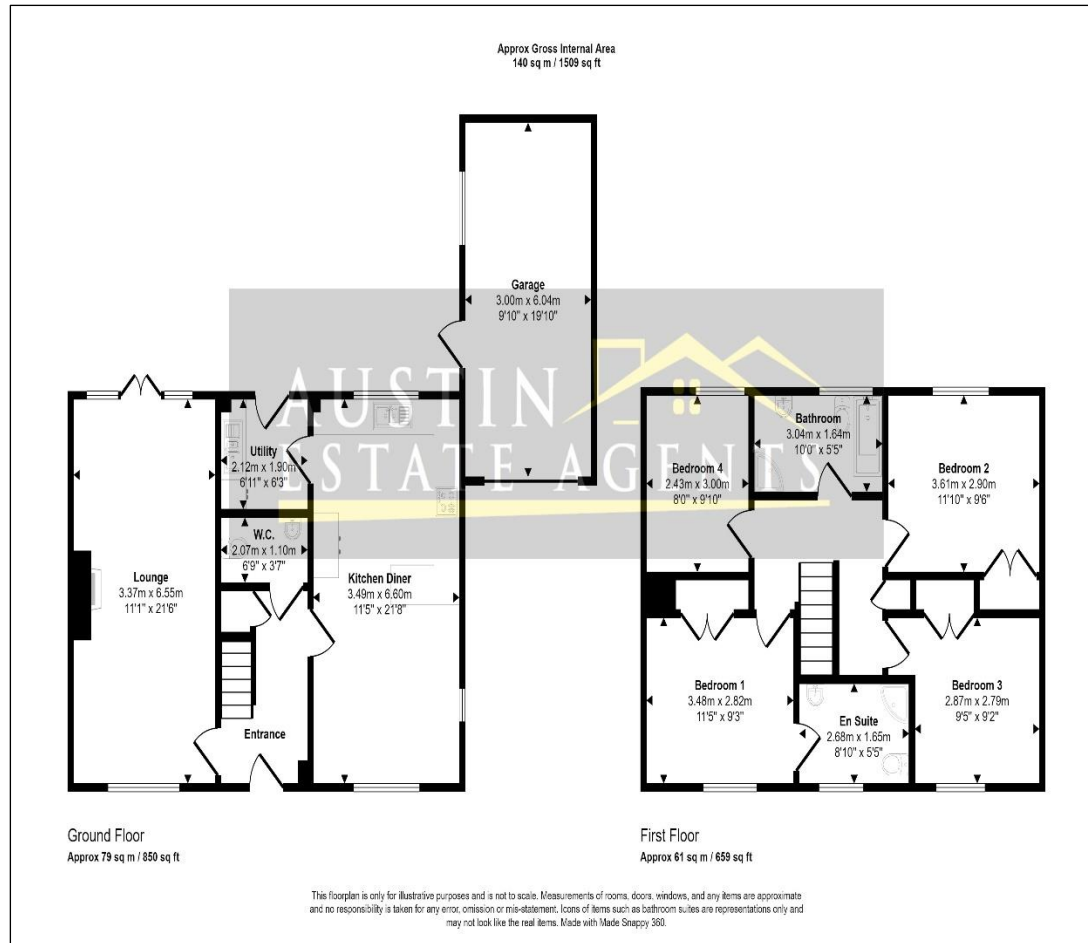 Approx Gross Internal Area
140 sq m / 1509 sq ft
Garage
3.00m x 6.04m
9'10" x 19'10"
AUSTIN
ESTATE AGENTS
Utility
2.12m x 1.90m
6'11" x 6'3"
W.C.
2.07m x 1.10m
6'9" x 3'7"
Lounge
3.37m x 6.55m
11'1" x 21'6"
Kitchen Diner
3.49m x 6.60m
11'5" x 21'8"
Entrance
Bathroom
3.04m x 1.64m
10'0" x 5'5"
Bedroom 4
2.43m x 3.00m
8'0" x 9'10"
Bedroom 2
3.61m x 2.90m
11'10" x 9'6"
Bedroom 1
3.48m x 2.82m
11'5" x 9'3"
En Suite
2.68m x 1.65m
8'10" x 5'5"
Bedroom 3
2.87m x 2.79m
9'5" x 9'2"
Ground Floor
Approx 79 sq m / 850 sq ft
First Floor
Approx 61 sq m / 659 sq ft
This floorplan is only for illustrative purposes and is not to scale. Measurements of rooms, doors, windows, and any items are approximate
and no responsibility is taken for any error, omission or mis-statement. Icons of items such as bathroom suites are representations only and
may not look like the real items. Made with Made Snappy 360.